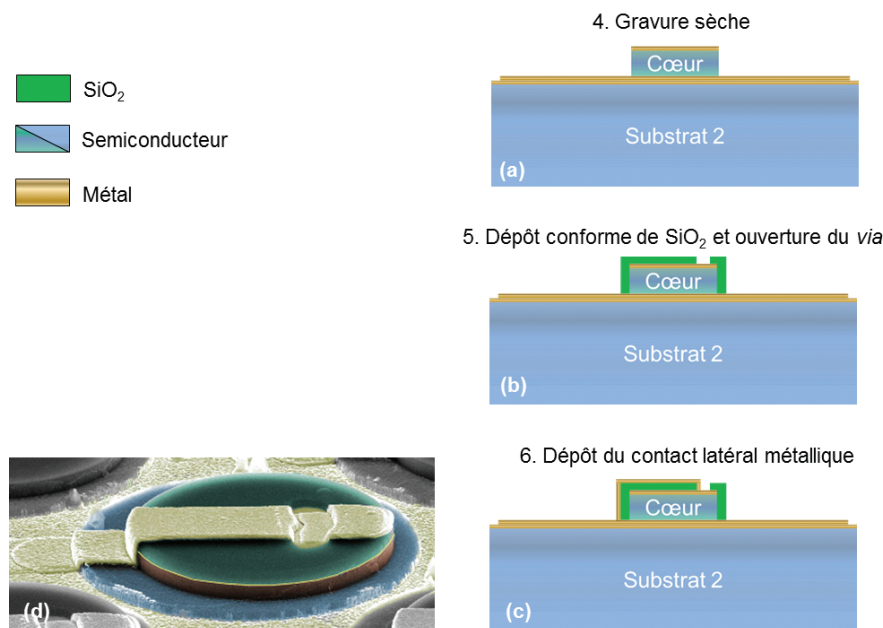 4. Gravure sèche
SiO₂
Semiconducteur
Métal
Cœur
Substrat 2
(a)
5. Dépôt conforme de SiO₂ et ouverture du via
Cœur
Substrat 2
(b)
6. Dépôt du contact latéral métallique
Cœur
Substrat 2
(c)
(d)